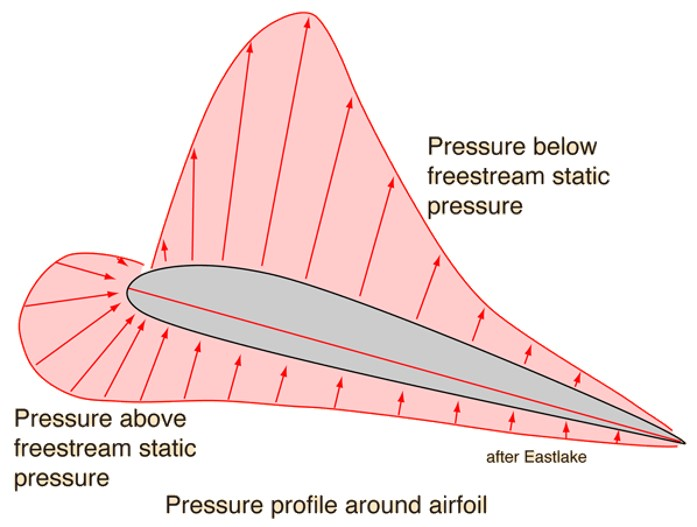 Pressure below
freestream static
pressure
Pressure above
freestream static
pressure
after Eastlake
Pressure profile around airfoil